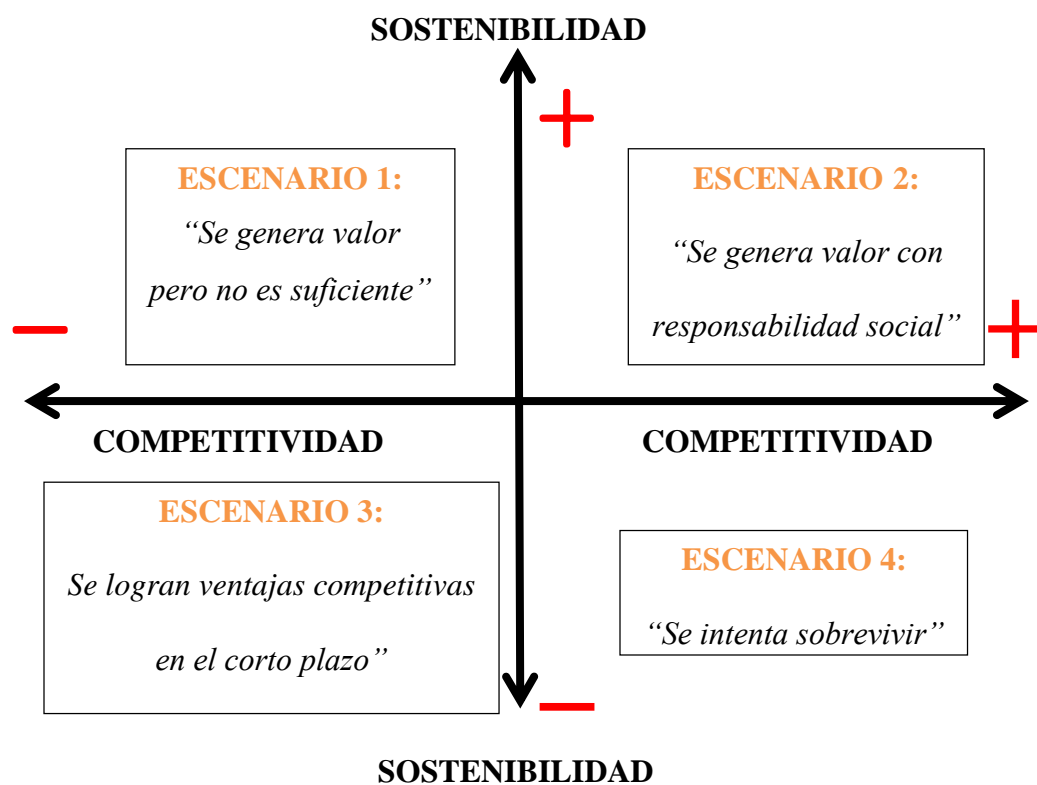 SOSTENIBILIDAD
+
ESCENARIO 1:
“Se genera valor
pero no es suficiente”
ESCENARIO 2:
“Se genera valor con
responsabilidad social”
−
+
COMPETITIVIDAD
COMPETITIVIDAD
ESCENARIO 3:
Se logran ventajas competitivas
en el corto plazo”
ESCENARIO 4:
“Se intenta sobrevivir”
−
SOSTENIBILIDAD